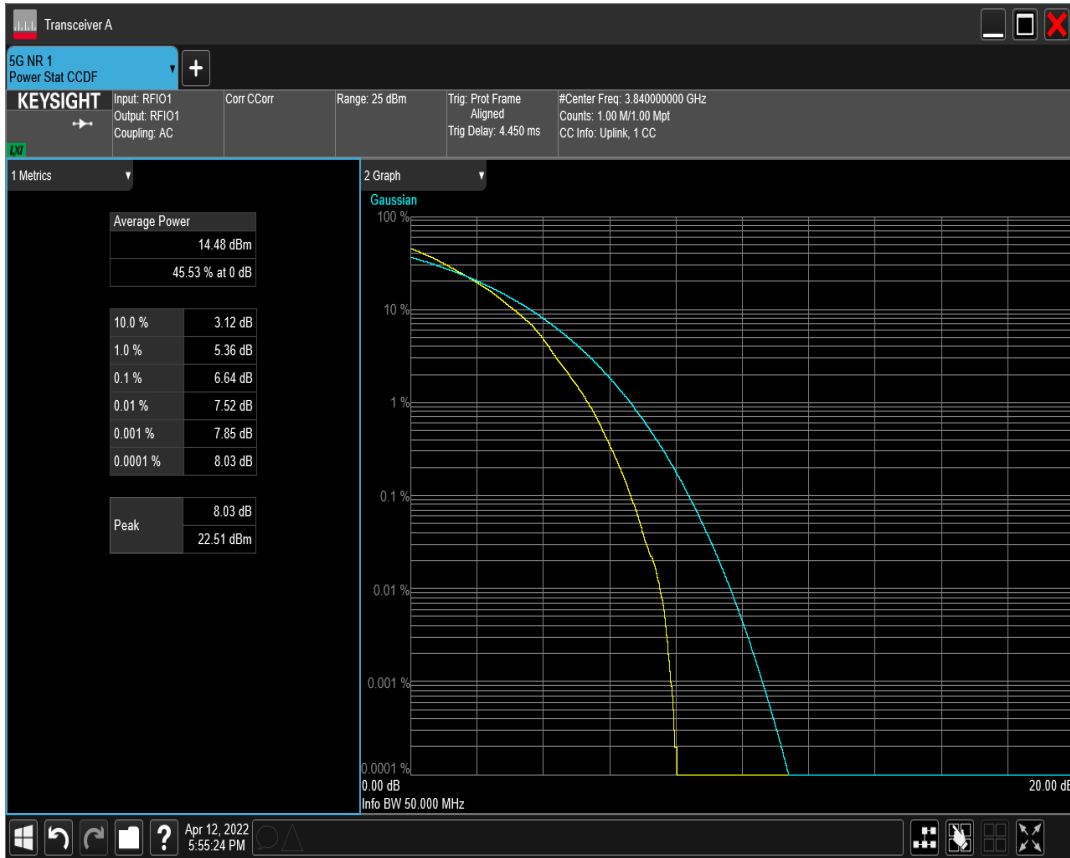 Transceiver A
5G NR 1
Power Stat CCDF
KEYSIGHT
LXI
Input: RFIO1
Output: RFIO1
Coupling: AC
Corr CCorr
Range: 25 dBm
Trig: Prot Frame
Aligned
Trig Delay: 4.450 ms
#Center Freq: 3.840000000 GHz
Counts: 1.00 M/1.00 Mpt
CC Info: Uplink, 1 CC
1 Metrics
Average Power
14.48 dBm
45.53 % at 0 dB
10.0 % 3.12 dB
1.0 % 5.36 dB
0.1 % 6.64 dB
0.01 % 7.52 dB
0.001 % 7.85 dB
0.0001 % 8.03 dB
Peak
8.03 dB
22.51 dBm
2 Graph
Gaussian
100 %
10 %
1 %
0.1 %
0.01 %
0.001 %
0.0001 %
0.00 dB 20.00 dB
Info BW 50.000 MHz
?
Apr 12, 2022
5:55:24 PM